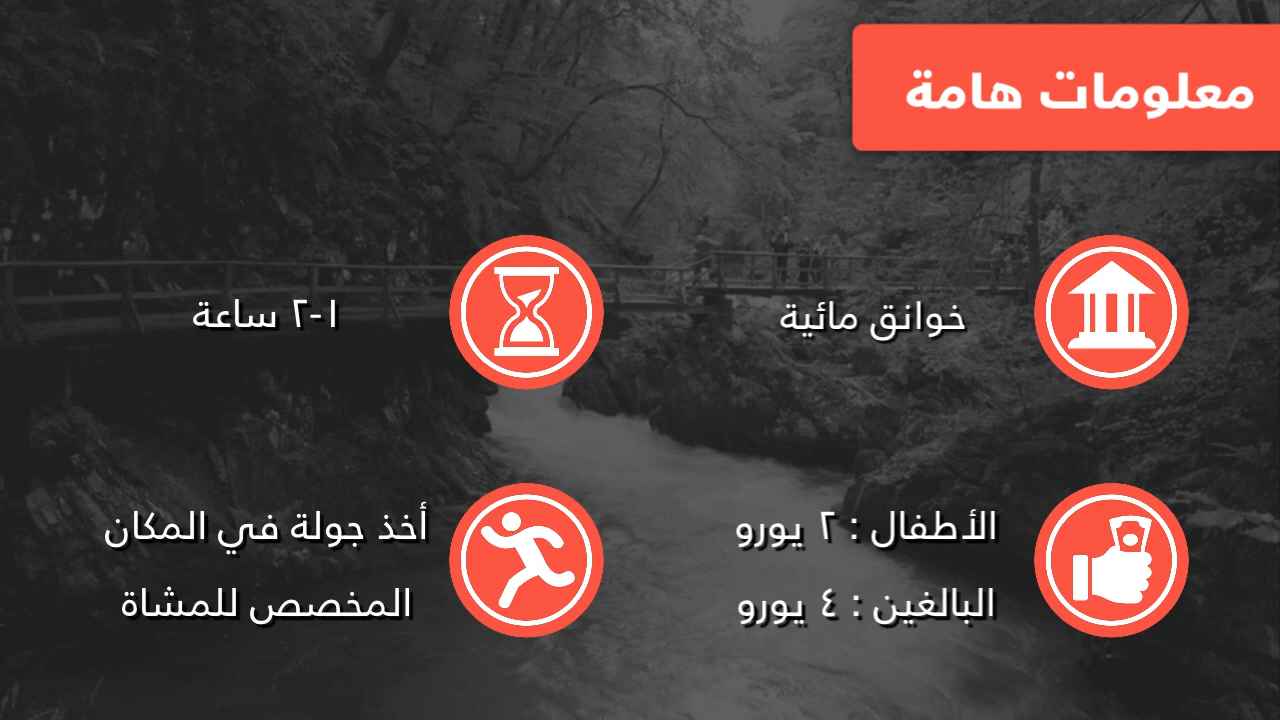 معلومات هامة
خوانق مائية
١-٢ ساعة
الأطفال : ٢ يورو
البالغين : ٤ يورو
أخذ جولة في المكان
المخصص للمشاة